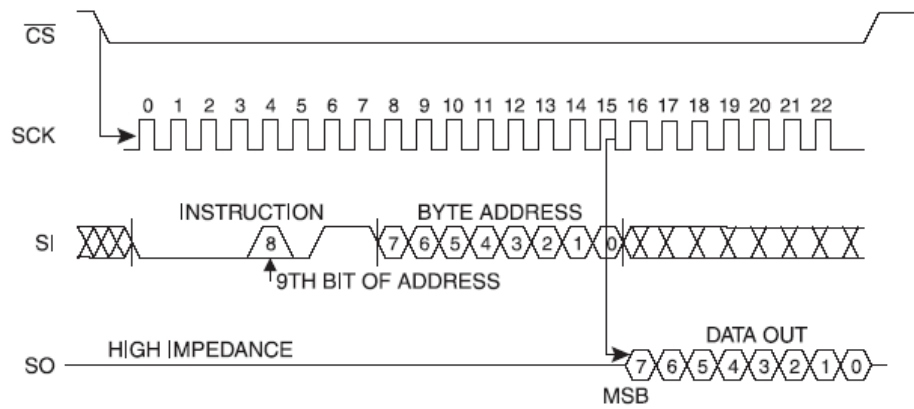 CS
0 1 2 3 4 5 6 7 8 9 10 11 12 13 14 15 16 17 18 19 20 21 22
SCK
INSTRUCTION BYTE ADDRESS
SI 8 7 6 5 4 3 2 1 0
9TH BIT OF ADDRESS
HIGH IMPEDANCE DATA OUT
SO 7 6 5 4 3 2 1 0
MSB